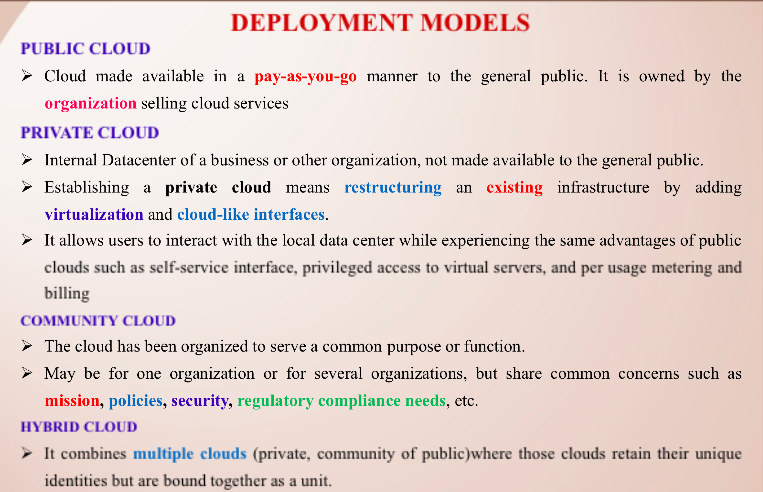 DEPLOYMENT MODELS
PUBLIC CLOUD
➢ Cloud made available in a pay-as-you-go manner to the general public. It is owned by the
organization selling cloud services
PRIVATE CLOUD
➢ Internal Datacenter of a business or other organization, not made available to the general public.
➢ Establishing a private cloud means restructuring an existing infrastructure by adding
virtualization and cloud-like interfaces.
➢ It allows users to interact with the local data center while experiencing the same advantages of public
clouds such as self-service interface, privileged access to virtual servers, and per usage metering and
billing
COMMUNITY CLOUD
➢ The cloud has been organized to serve a common purpose or function.
➢ May be for one organization or for several organizations, but share common concerns such as
mission, policies, security, regulatory compliance needs, etc.
HYBRID CLOUD
➢ It combines multiple clouds (private, community of public)where those clouds retain their unique
identities but are bound together as a unit.